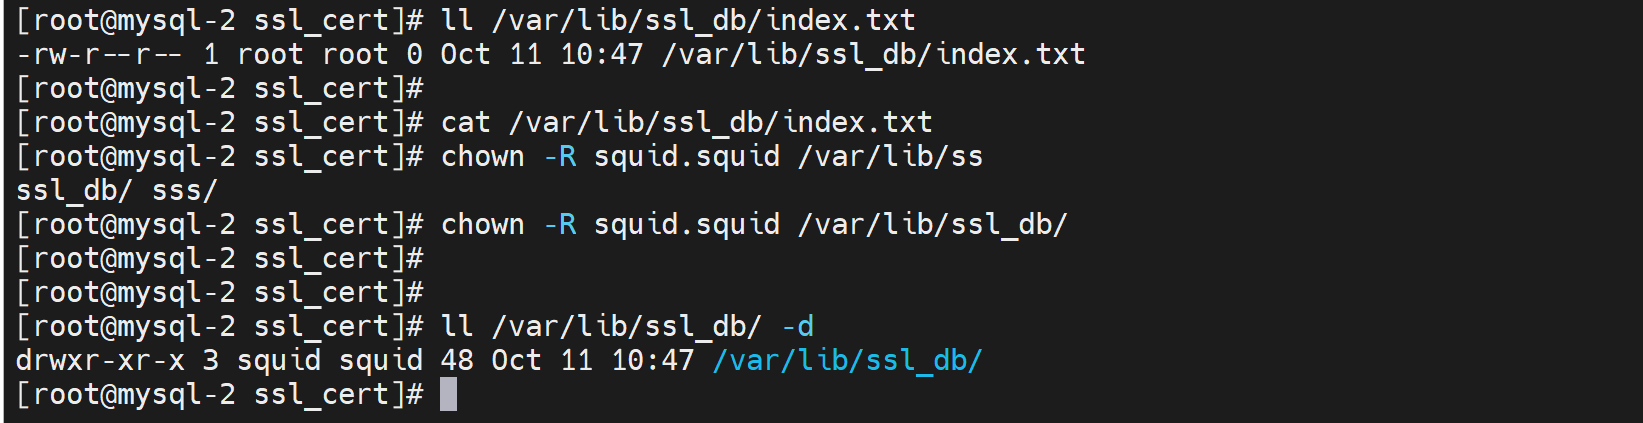 [root@mysql-2 ssl_cert]# ll /var/lib/ssl_db/index.txt
-rw-r--r-- 1 root root 0 Oct 11 10:47 /var/lib/ssl_db/index.txt
[root@mysql-2 ssl_cert]#
[root@mysql-2 ssl_cert]# cat /var/lib/ssl_db/index.txt
[root@mysql-2 ssl_cert]# chown -R squid.squid /var/lib/ss
ssl_db/ sss/
[root@mysql-2 ssl_cert]# chown -R squid.squid /var/lib/ssl_db/
[root@mysql-2 ssl_cert]#
[root@mysql-2 ssl_cert]#
[root@mysql-2 ssl_cert]# ll /var/lib/ssl_db/ -d
drwxr-xr-x 3 squid squid 48 Oct 11 10:47 /var/lib/ssl_db/
[root@mysql-2 ssl_cert]#